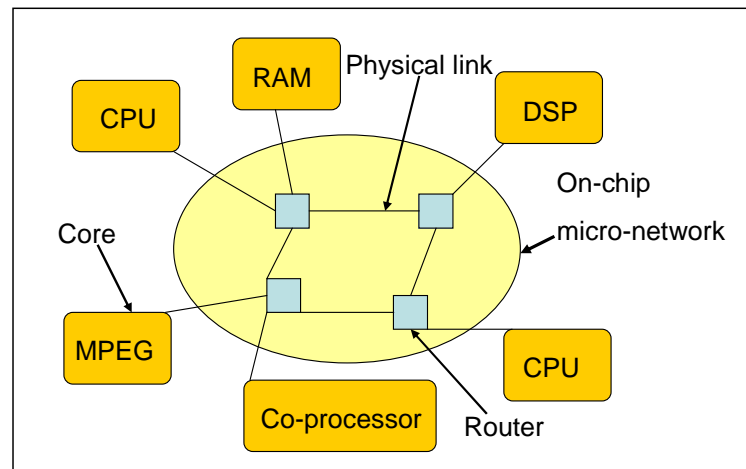 RAM
Physical link
CPU
DSP
On-chip
micro-network
Core
MPEG
CPU
Co-processor
Router